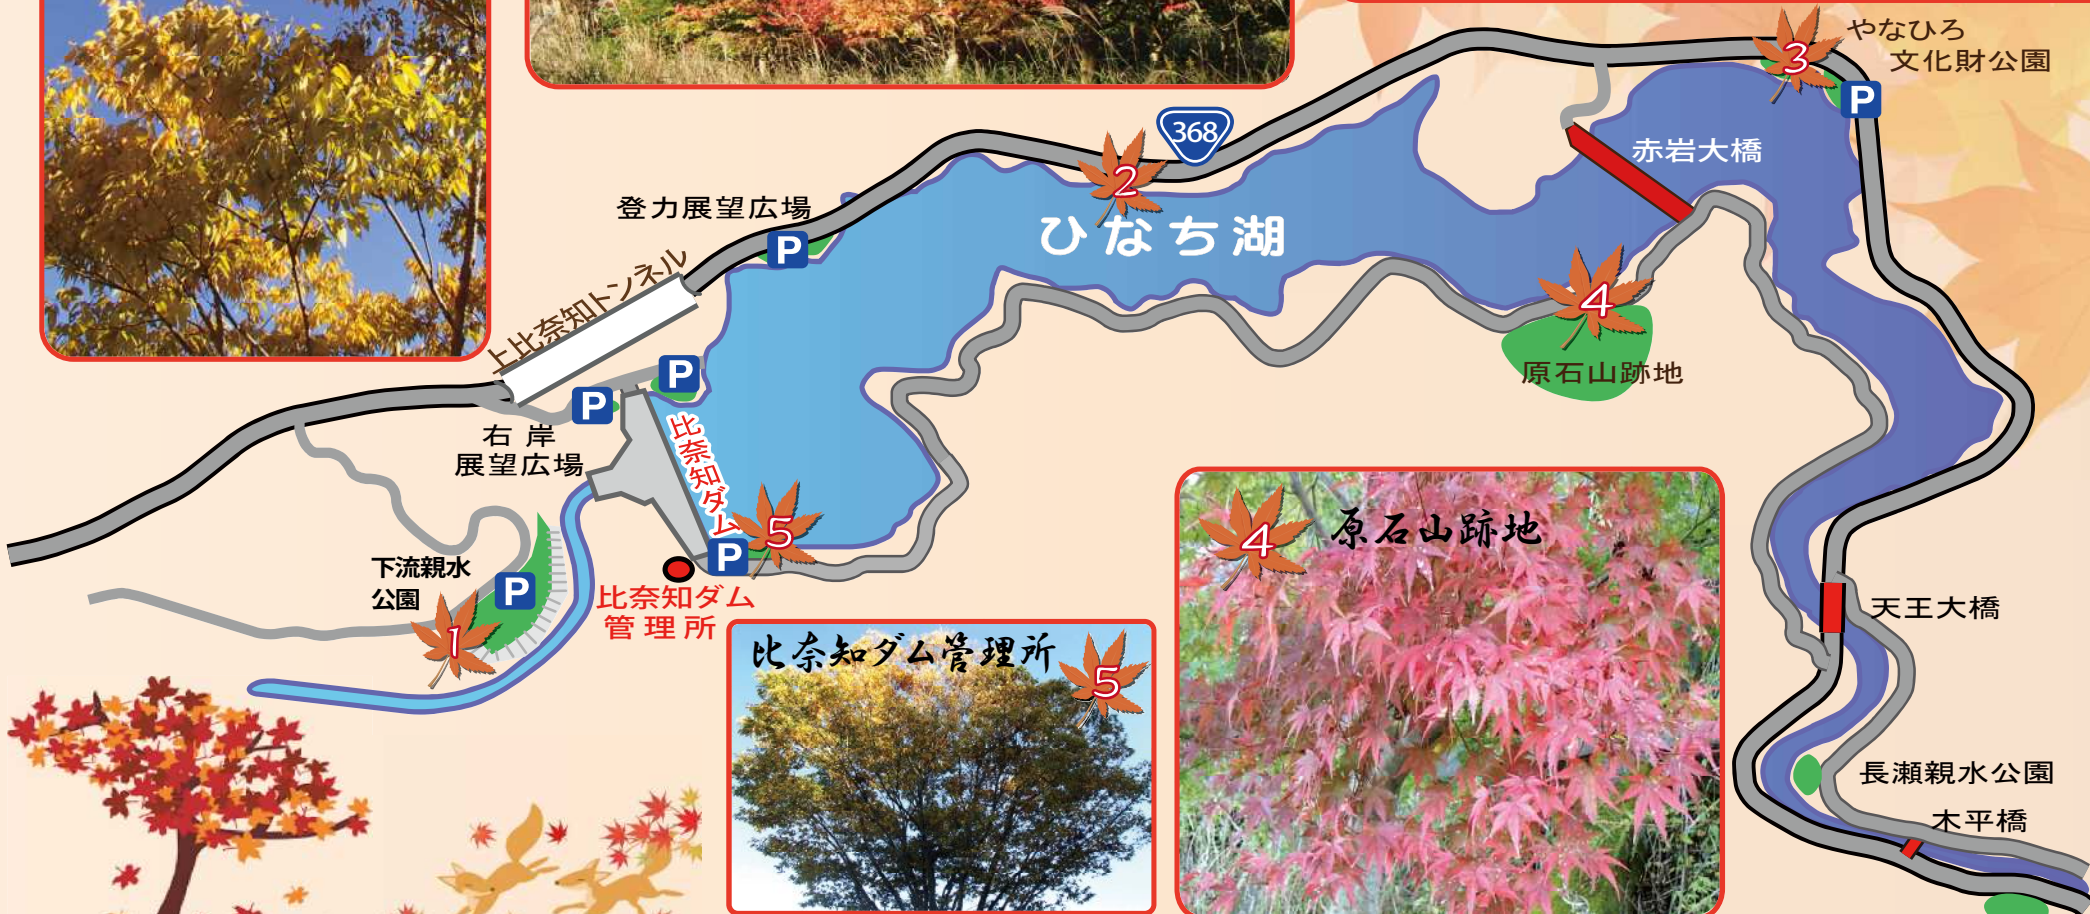 やなひろ
文化財公園
3
P
368
赤岩大橋
2
登力展望広場
P
ひなち湖
上比奈知トンネル
4
原石山跡地
P
P
右岸
展望広場
比奈知ダム
5
P
下流親水
公園
P
1
比奈知ダム
管理所
4
原石山跡地
比奈知ダム管理所
5
天王大橋
長瀬親水公園
木平橋